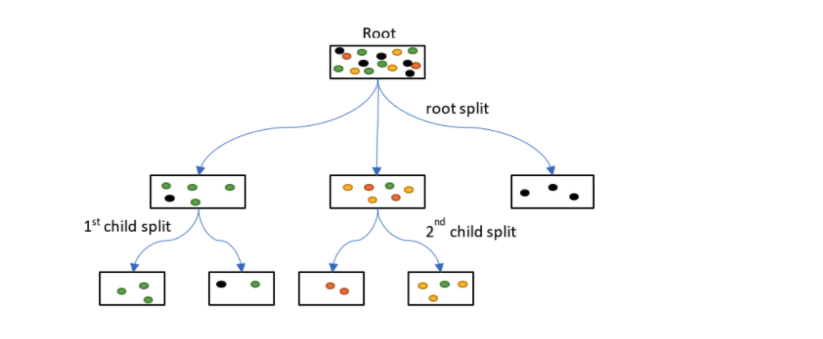 Root
root split
1st child split
2nd child split